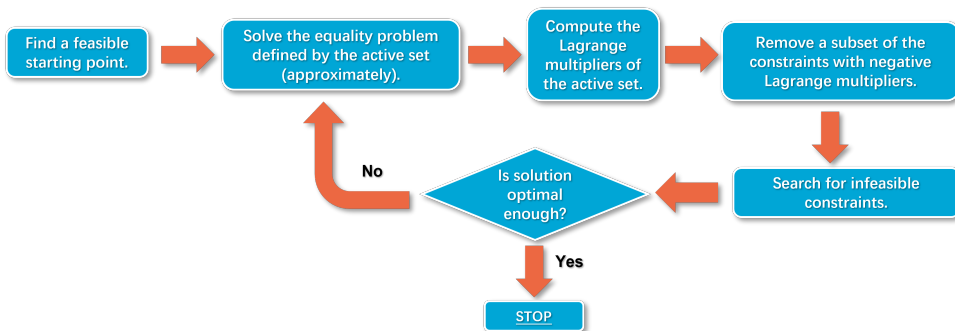 Find a feasible
starting point.
Solve the equality problem
defined by the active set
(approximately).
Compute the
Lagrange
multipliers of
the active set.
Remove a subset of the
constraints with negative
Lagrange multipliers.
Search for infeasible
constraints.
Is solution
optimal
enough?
No
Yes
STOP